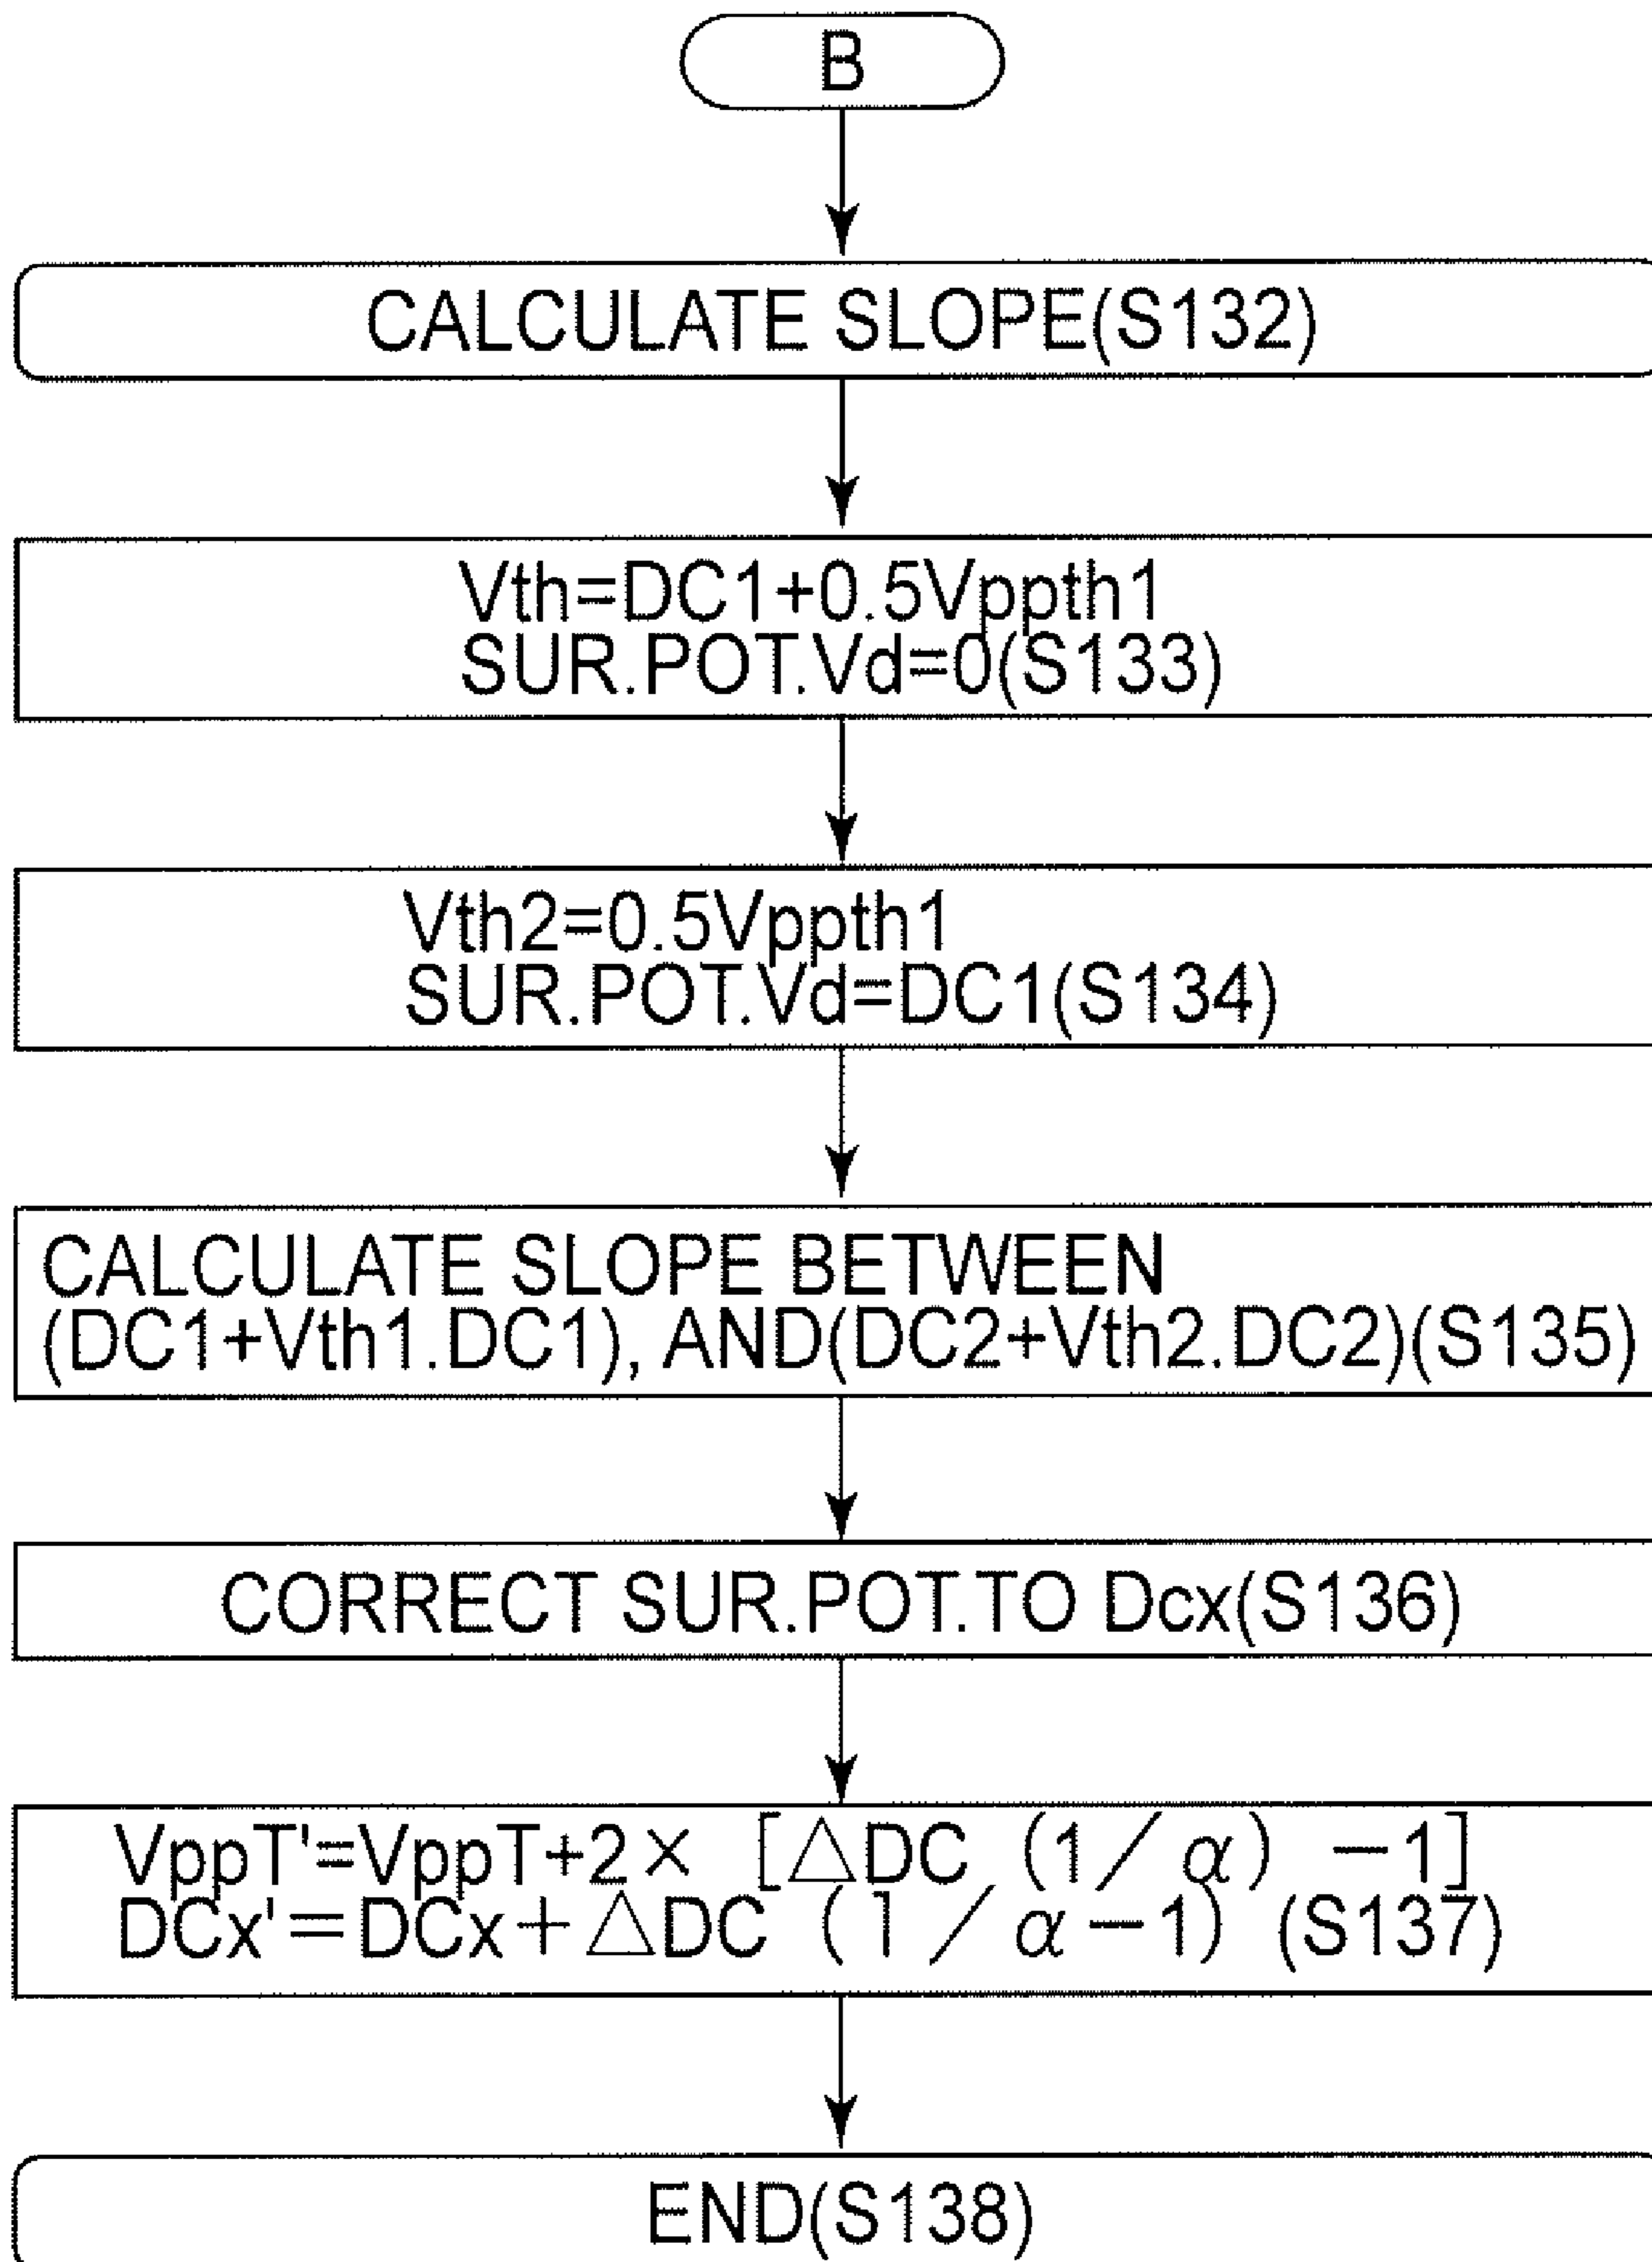 B
CALCULATE SLOPE(S132)
Vth=DC1+0.5Vppth1
SUR.POT.Vd=0(S133)
Vth2=0.5Vppth1
SUR.POT.Vd=DC1(S134)
CALCULATE SLOPE BETWEEN
(DC1+Vth1.DC1), AND(DC2+Vth2.DC2)(S135)
CORRECT SUR.POT.TO Dcx(S136)
VppT'=VppT+2× [△DC (1/α) −1]
DCx'=DCx+△DC (1/α−1) (S137)
END(S138)